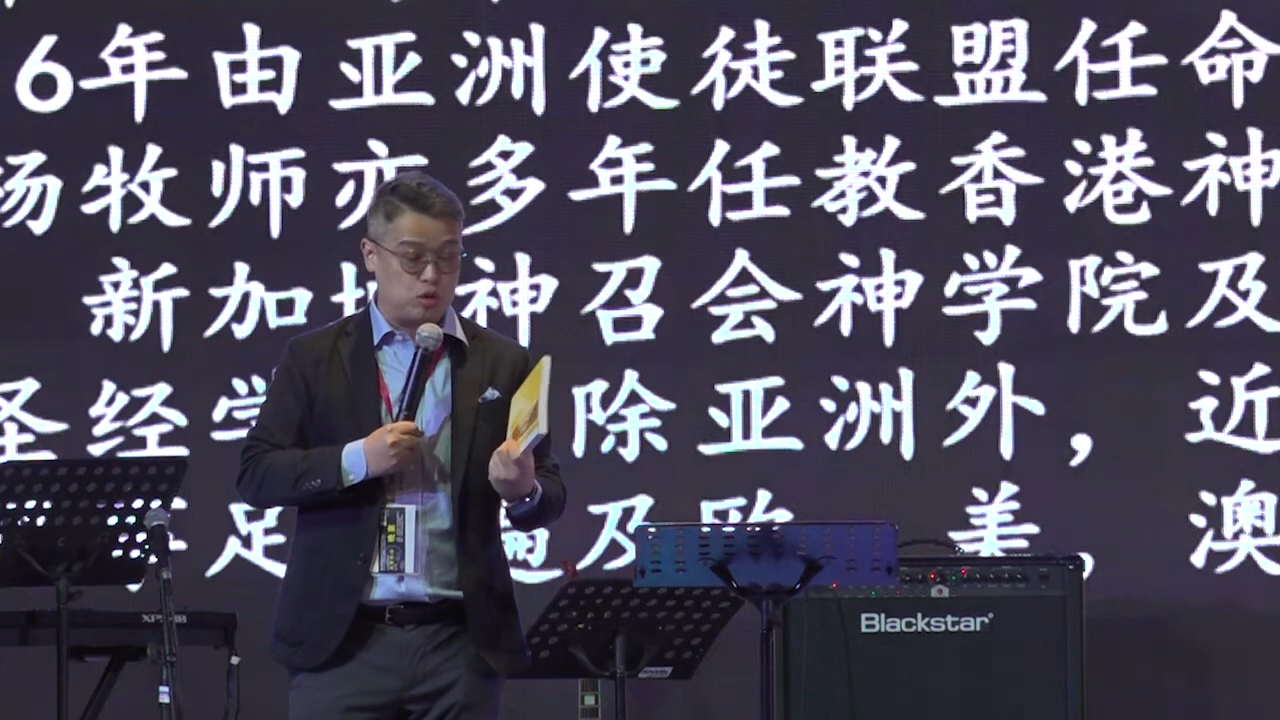 6年由亚洲使徒联盟任命
杨牧师亦多年任教香港神
新加坡神召会神学院及
圣经学 除亚洲外，近
足 遍及欧 美，澳
Blackstar